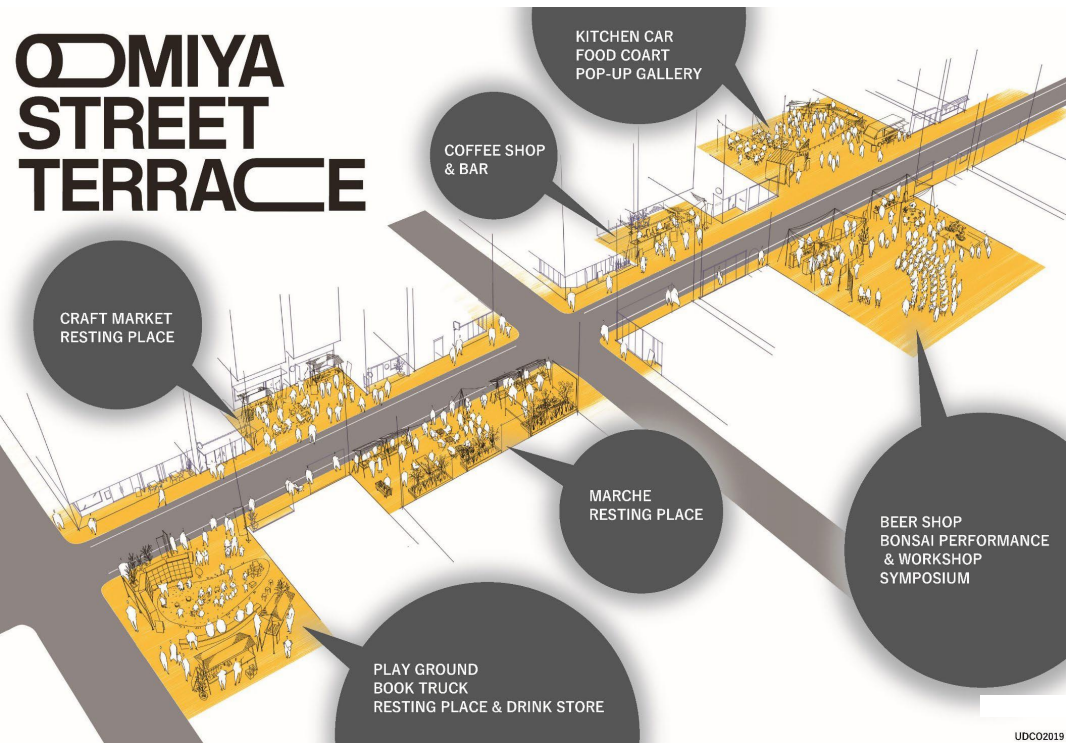 OOMIYA
STREET
TERRACE
KITCHEN CAR
FOOD COART
POP-UP GALLERY
COFFEE SHOP
& BAR
CRAFT MARKET
RESTING PLACE
MARCHE
RESTING PLACE
BEER SHOP
BONSAI PERFORMANCE
& WORKSHOP
SYMPOSIUM
PLAY GROUND
BOOK TRUCK
RESTING PLACE & DRINK STORE
UDCO2019